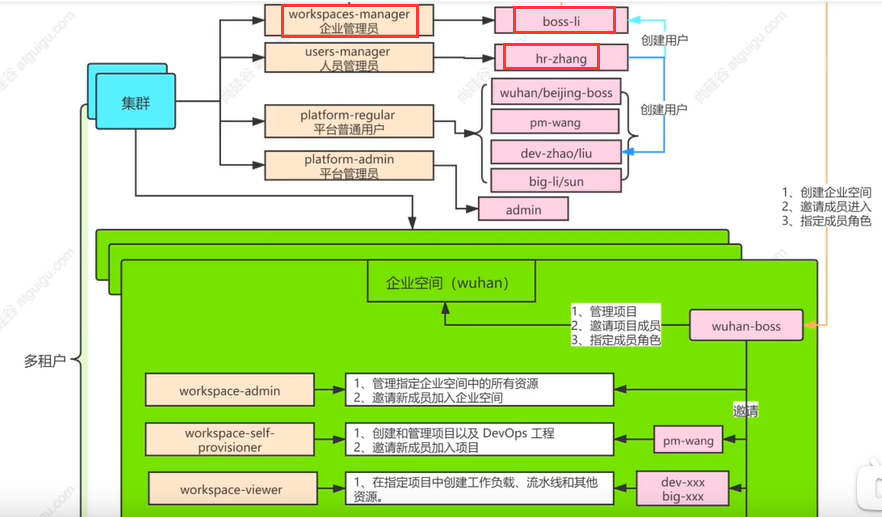 workspaces-manager
企业管理员
boss-li
创建用户
users-manager
人员管理员
hr-zhang
集群
wuhan/beijing-boss
创建用户
platform-regular
平台普通用户
pm-wang
dev-zhao/liu
platform-admin
平台管理员
big-li/sun
admin
1、创建企业空间
2、邀请成员进入
3、指定成员角色
企业空间（wuhan）
1、管理项目
2、邀请项目成员
3、指定成员角色
wuhan-boss
多租户
workspace-admin
1、管理指定企业空间中的所有资源
2、邀请新成员加入企业空间
邀请
workspace-self-
provisioner
1、创建和管理项目以及 DevOps 工程
2、邀请新成员加入项目
pm-wang
workspace-viewer
1、在指定项目中创建工作负载、流水线和其他
资源。
dev-xxx
big-xxx
尚硅谷 atguigu.com
尚硅谷 atguigu.com
尚硅谷 atguigu.com